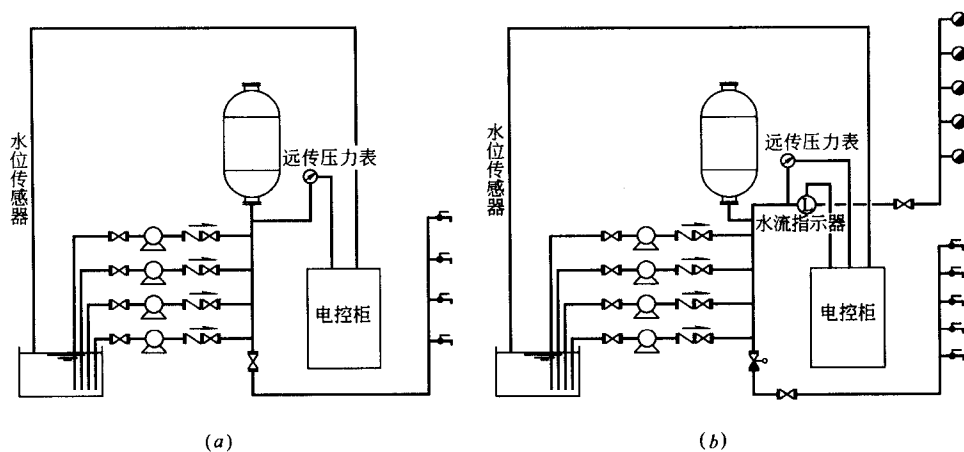 水位传感器
远传压力表
电控柜
(a)
水位传感器
远传压力表
水流指示器
电控柜
(b)